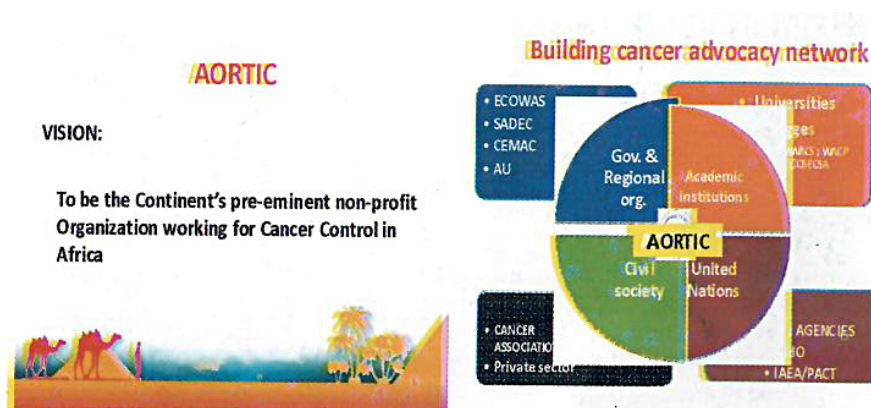 AORTIC
VISION:
To be the Continent's pre-eminent non-profit
Organization working for Cancer Control in
Africa
Building cancer advocacy network
• ECOWAS
• SADEC
• CEMAC
• AU
• Universities
Gov. &
Regional
org.
Academic
institutions
AORTIC
Civil
society
United
Nations
• CANCER
ASSOCIATIO
• Private sector
AGENCIES
• IAEA/PACT